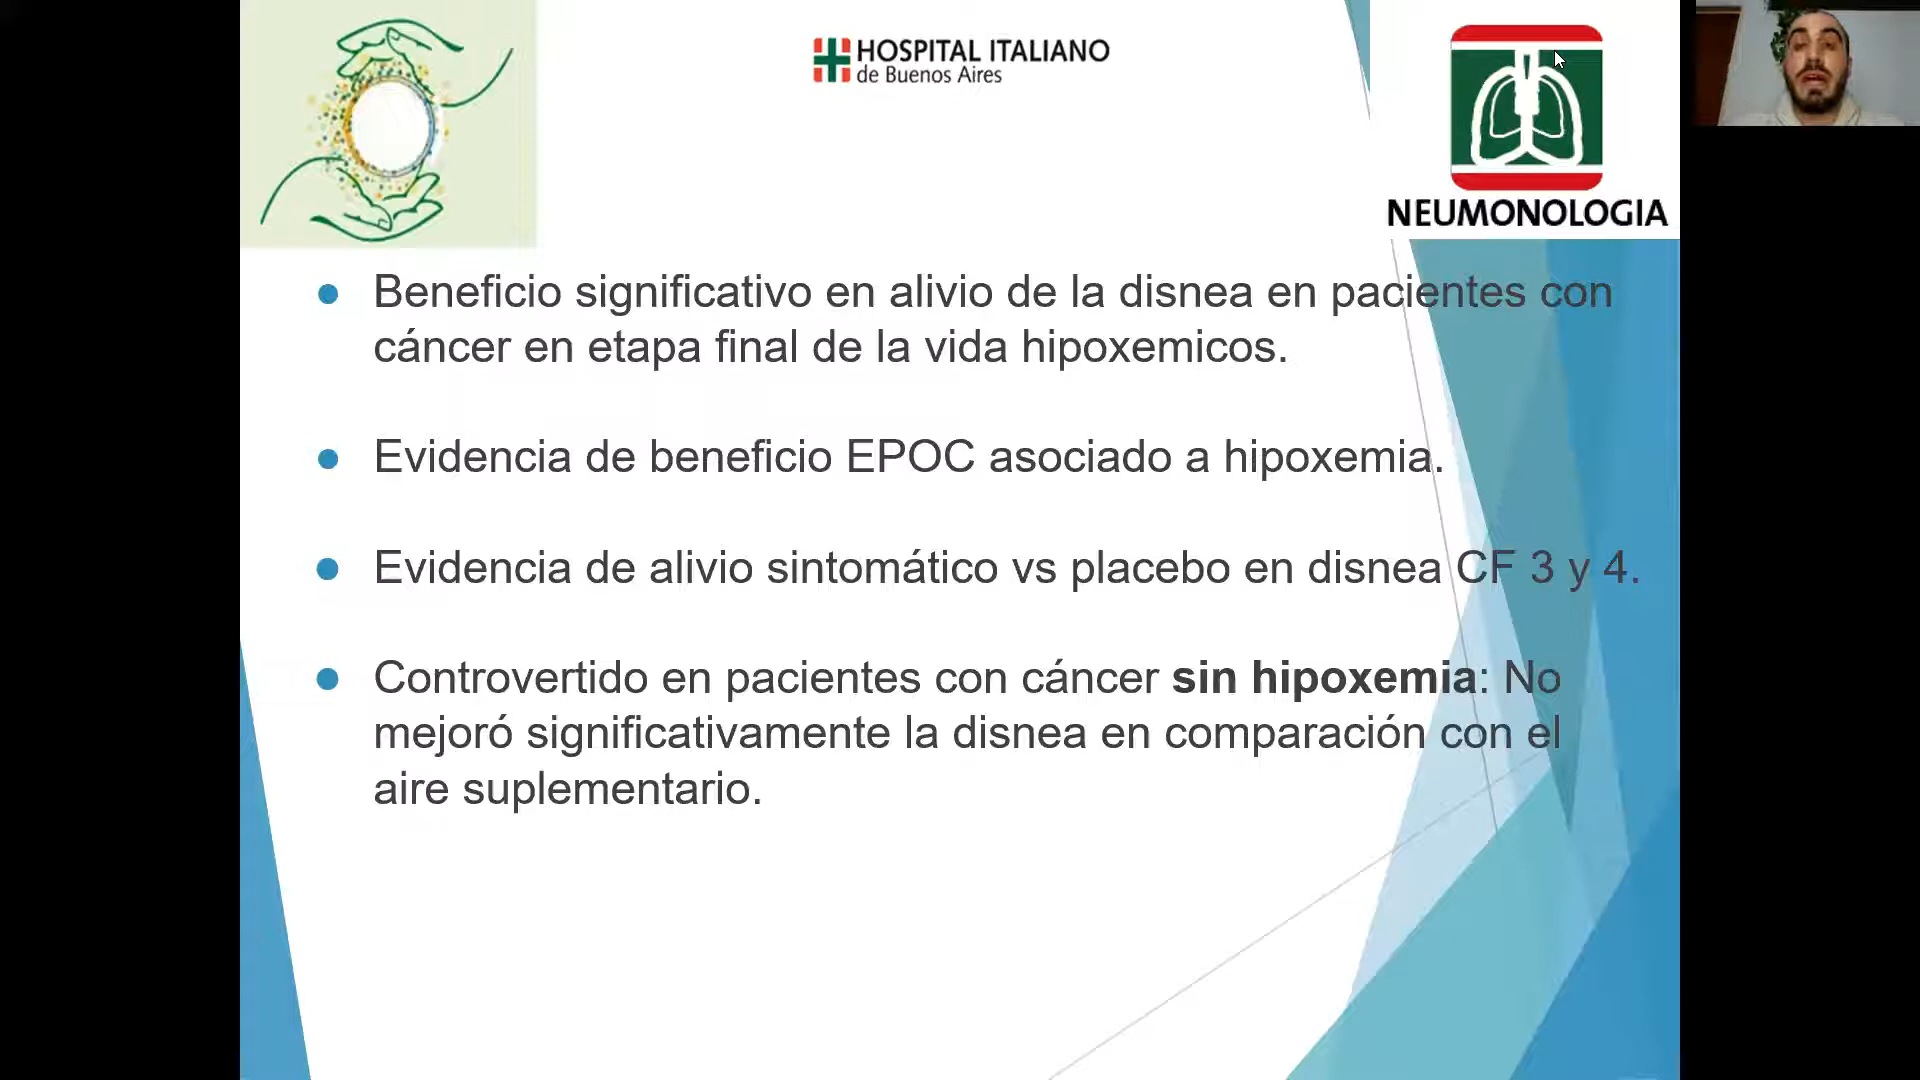 HOSPITAL ITALIANO
de Buenos Aires
NEUMONOLOGIA
Beneficio significativo en alivio de la disnea en pacientes con
cáncer en etapa final de la vida hipoxemicos.
Evidencia de beneficio EPOC asociado a hipoxemia.
Evidencia de alivio sintomático vs placebo en disnea CF 3 y 4.
Controvertido en pacientes con cáncer sin hipoxemia: No
mejoró significativamente la disnea en comparación con el
aire suplementario.